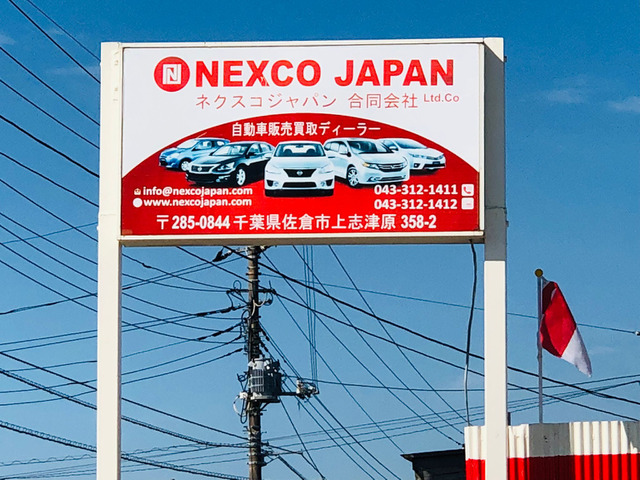 N NEXCO JAPAN
ネクスコジャパン 合同会社 Ltd.Co
自動車販売買取ディーラー
info@nexcojapan.com 043-312-1411
www.nexcojapan.com 043-312-1412
〒285-0844 千葉県佐倉市上志津原 358-2